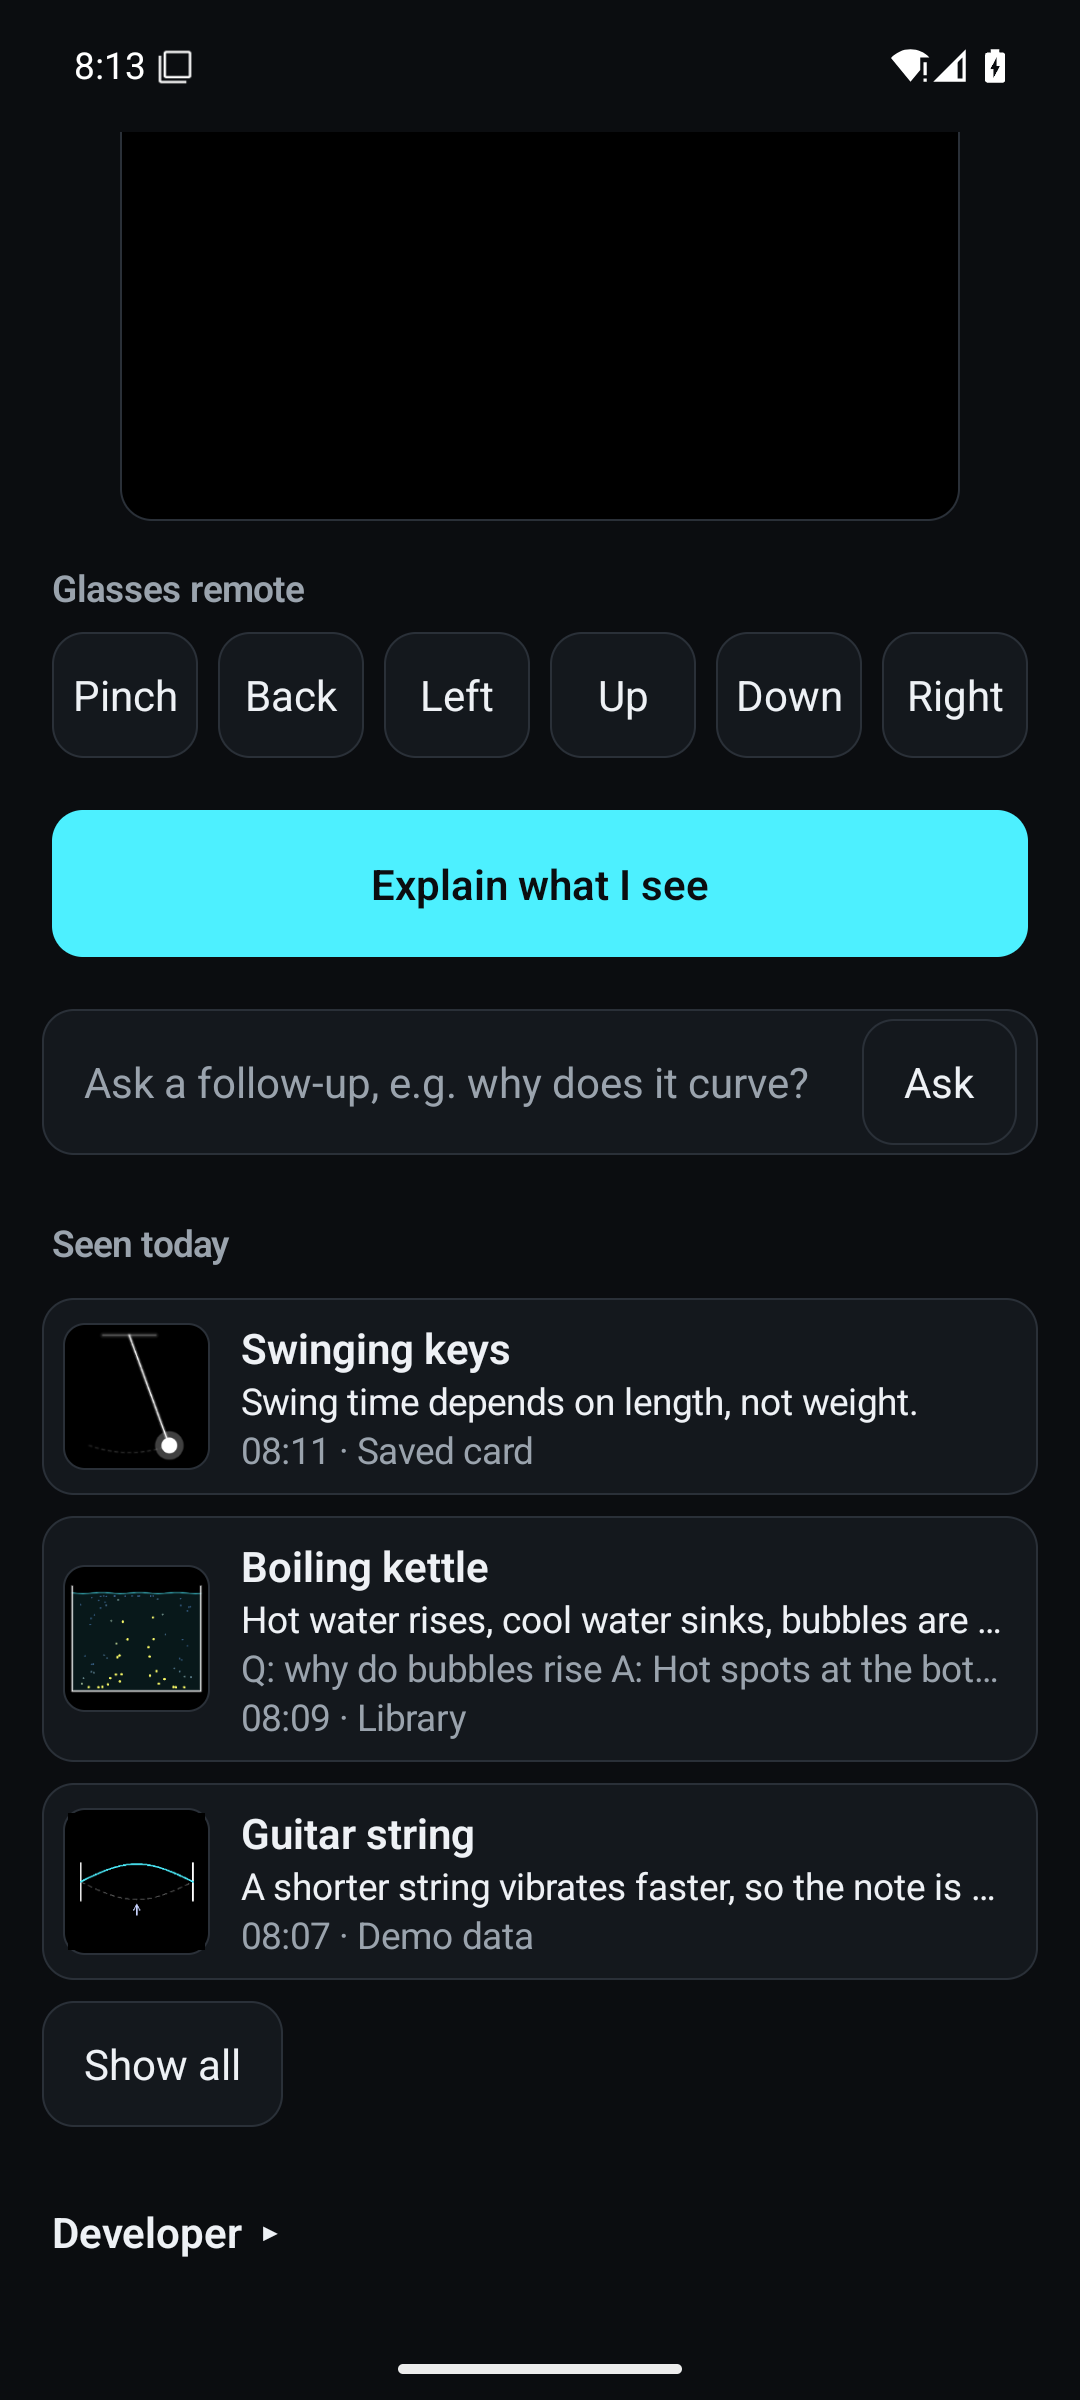 8:13
Glasses remote
Pinch Back Left Up Down Right
Explain what I see
Ask a follow-up, e.g. why does it curve? Ask
Seen today
Swinging keys
Swing time depends on length, not weight.
08:11 · Saved card
Boiling kettle
Hot water rises, cool water sinks, bubbles are …
Q: why do bubbles rise A: Hot spots at the bot…
08:09 · Library
Guitar string
A shorter string vibrates faster, so the note is …
08:07 · Demo data
Show all
Developer ▸